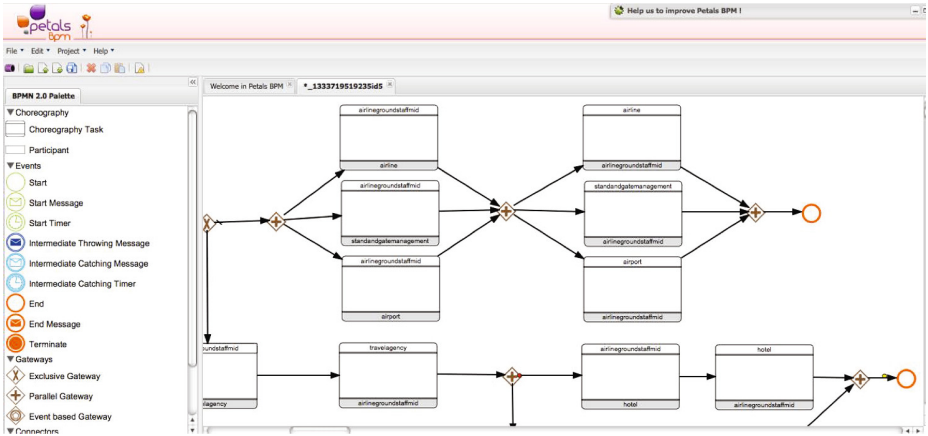 Help us to improve Petals BPM !
petals
Bpm
File Edit Project Help
Welcome in Petals BPM
*_1333719519235id5
BPMN 2.0 Palette
Choreography
Choreography Task
Participant
Events
Start
Start Message
Start Timer
Intermediate Throwing Message
Intermediate Catching Message
Intermediate Catching Timer
End
End Message
Terminate
Gateways
Exclusive Gateway
Parallel Gateway
Event based Gateway
Connectors
airlinegroundstaffmid
airline
airlinegroundstaffmid
standandgatemanagement
airlinegroundstaffmid
airport
airline
airlinegroundstaffmid
standandgatemanagement
airlinegroundstaffmid
airport
airlinegroundstaffmid
oundstaffmid
elagency
travelagency
airlinegroundstaffmid
airlinegroundstaffmid
hotel
hotel
airlinegroundstaffmid